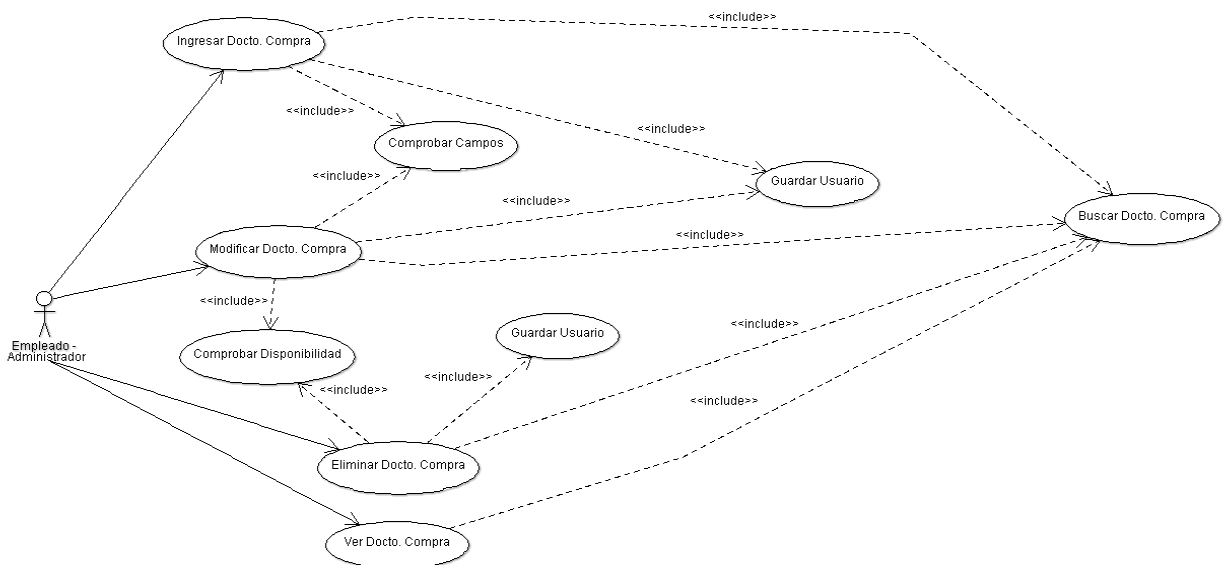 <<include>>
Ingresar Docto. Compra
<<include>>
<<include>>
Comprobar Campos
<<include>>
Guardar Usuario
<<include>>
Buscar Docto. Compra
<<include>>
Modificar Docto. Compra
<<include>>
<<include>>
Guardar Usuario
Empleado -
Administrador
Comprobar Disponibilidad
<<include>>
<<include>>
<<include>>
Eliminar Docto. Compra
Ver Docto. Compra